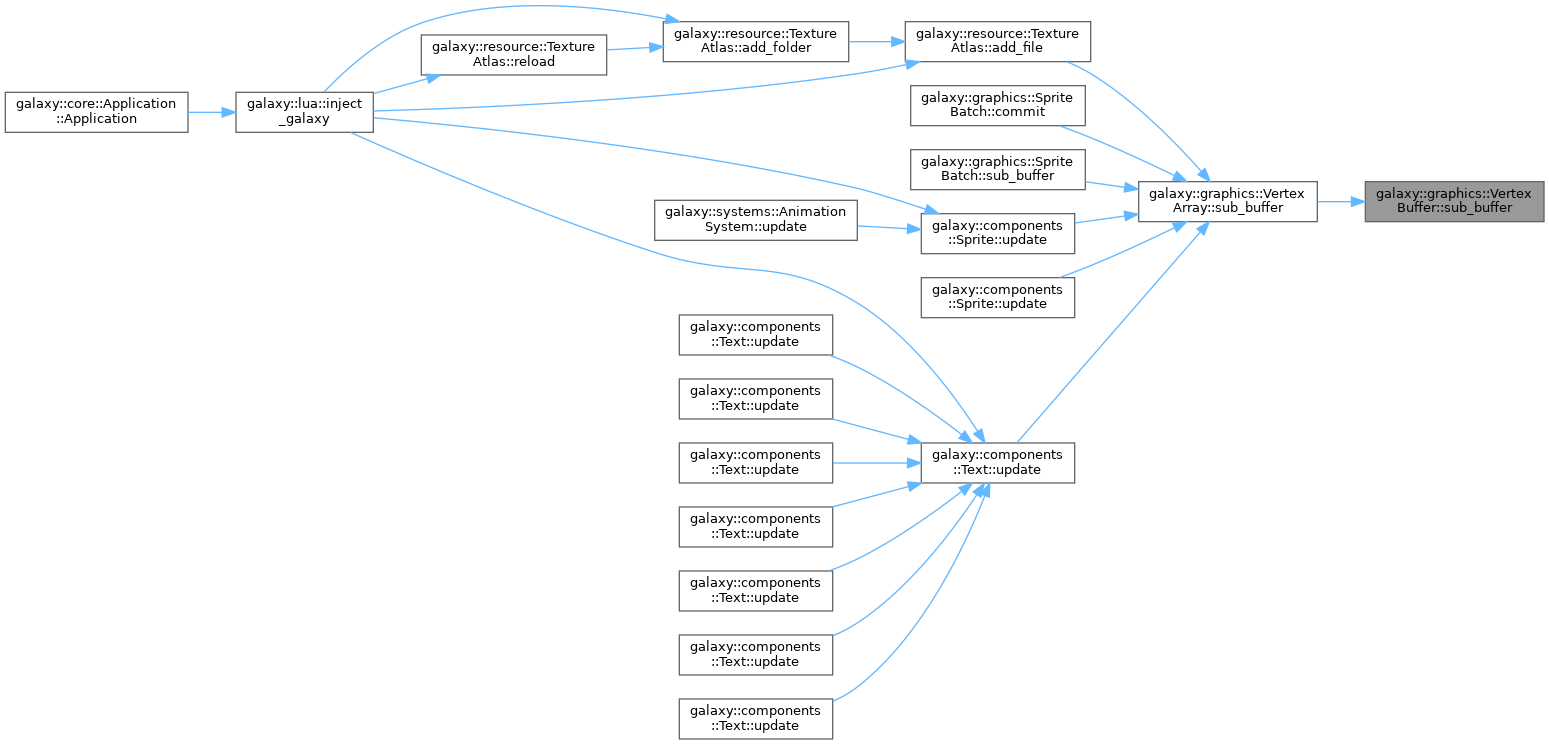 galaxy::resource::Texture
Atlas::add_folder
galaxy::resource::Texture
Atlas::add_file
galaxy::resource::Texture
Atlas::reload
galaxy::core::Application
::Application
galaxy::lua::inject
_galaxy
galaxy::graphics::Sprite
Batch::commit
galaxy::graphics::Sprite
Batch::sub_buffer
galaxy::graphics::Vertex
Array::sub_buffer
galaxy::graphics::Vertex
Buffer::sub_buffer
galaxy::systems::Animation
System::update
galaxy::components
::Sprite::update
galaxy::components
::Sprite::update
galaxy::components
::Text::update
galaxy::components
::Text::update
galaxy::components
::Text::update
galaxy::components
::Text::update
galaxy::components
::Text::update
galaxy::components
::Text::update
galaxy::components
::Text::update
galaxy::components
::Text::update